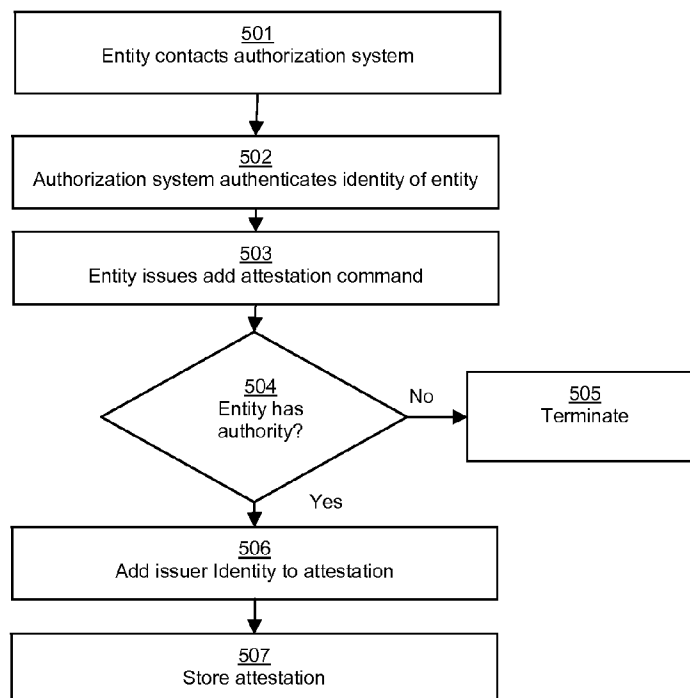 501
Entity contacts authorization system
502
Authorization system authenticates identity of entity
503
Entity issues add attestation command
504
Entity has
authority?
No
505
Terminate
Yes
506
Add issuer Identity to attestation
507
Store attestation